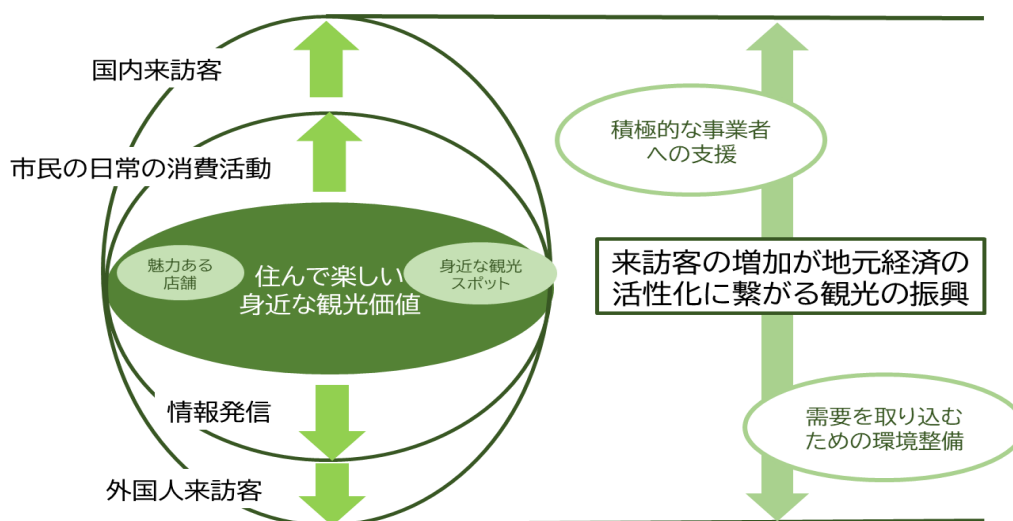 国内来訪客
市民の日常の消費活動
魅力ある
店舗
住んで楽しい
身近な観光価値
身近な観光
スポット
情報発信
外国人来訪客
積極的な事業者
への支援
来訪客の増加が地元経済の
活性化に繋がる観光の振興
需要を取り込む
ための環境整備